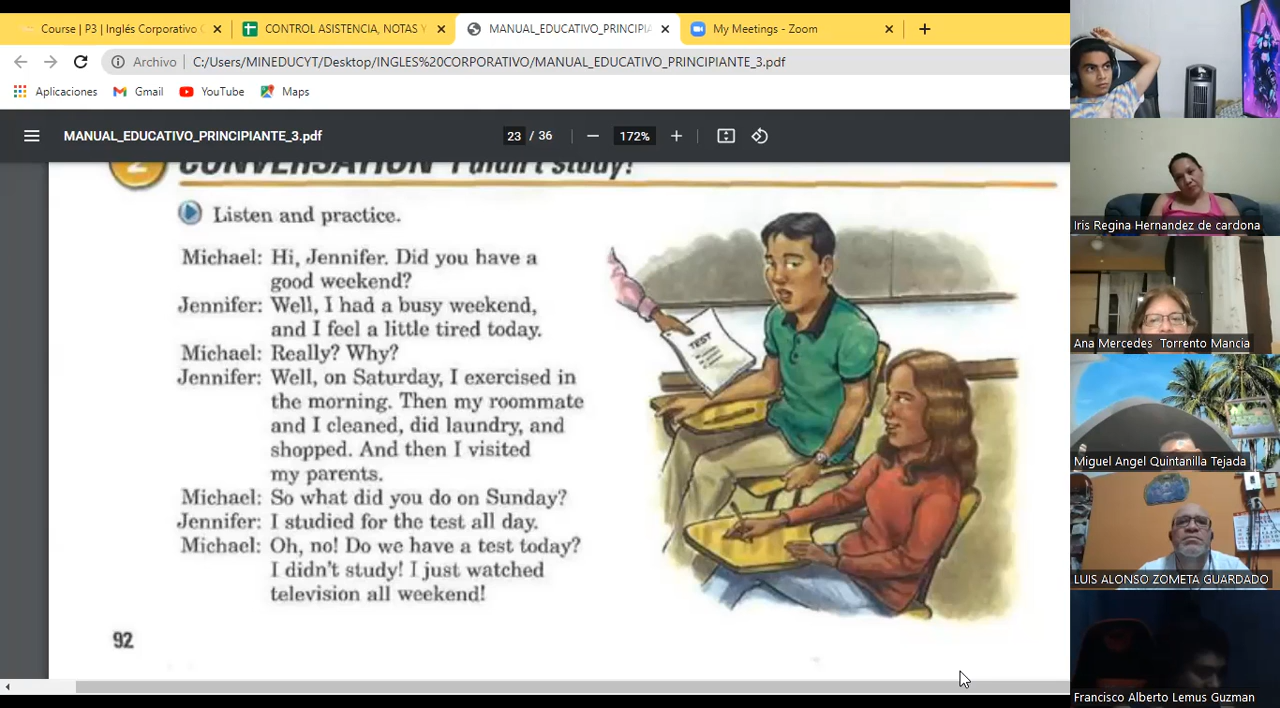 Course | P3 | Inglés Corporativo
CONTROL ASISTENCIA, NOTAS Y
MANUAL_EDUCATIVO_PRINCIPIA
My Meetings - Zoom
Archivo | C:/Users/MINEDUCYT/Desktop/INGLES%20CORPORATIVO/MANUAL_EDUCATIVO_PRINCIPIANTE_3.pdf
Aplicaciones Gmail YouTube Maps
MANUAL_EDUCATIVO_PRINCIPIANTE_3.pdf 23 / 36 172%
2 CONVERSATION I didn't study!
Listen and practice.
Michael: Hi, Jennifer. Did you have a
good weekend?
Jennifer: Well, I had a busy weekend,
and I feel a little tired today.
Michael: Really? Why?
Jennifer: Well, on Saturday, I exercised in
the morning. Then my roommate
and I cleaned, did laundry, and
shopped. And then I visited
my parents.
Michael: So what did you do on Sunday?
Jennifer: I studied for the test all day.
Michael: Oh, no! Do we have a test today?
I didn't study! I just watched
television all weekend!
TEST
92
Iris Regina Hernandez de cardona
Ana Mercedes Torrento Mancia
Miguel Angel Quintanilla Tejada
LUIS ALONSO ZOMETA GUARDADO
Francisco Alberto Lemus Guzman